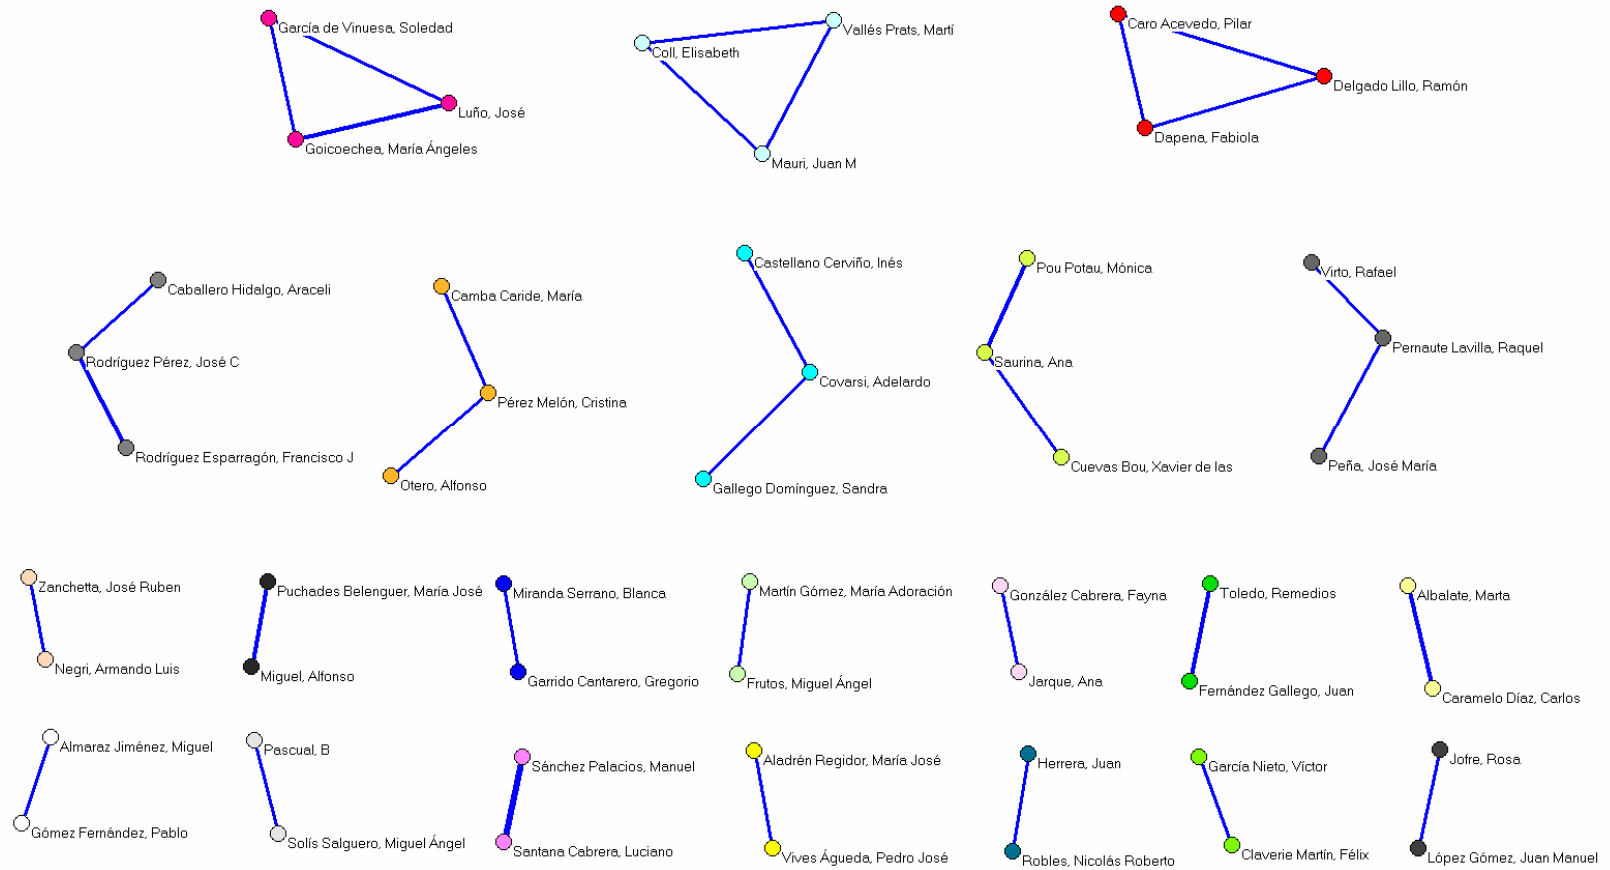 García de Vinuesa, Soledad
Luño, José
Goicoechea, María Ángeles
Vallés Prats, Martí
Coll, Elisabeth
Mauri, Juan M
Caro Acevedo, Pilar
Delgado Lillo, Ramón
Dapena, Fabiola
Caballero Hidalgo, Araceli
Rodríguez Pérez, José C
Rodríguez Esparragón, Francisco J
Camba Caride, María
Pérez Melón, Cristina
Otero, Alfonso
Castellano Cerviño, Inés
Covarsi, Adelardo
Gallego Domínguez, Sandra
Pou Potau, Mónica
Saurina, Ana
Cuevas Bou, Xavier de las
Virto, Rafael
Pernaute Lavilla, Raquel
Peña, José María
Zanchetta, José Ruben
Negri, Armando Luis
Puchades Belenguer, María José
Miguel, Alfonso
Miranda Serrano, Blanca
Garrido Cantarero, Gregorio
Martín Gómez, María Adoración
Frutos, Miguel Ángel
González Cabrera, Fayna
Jarque, Ana
Toledo, Remedios
Fernández Gallego, Juan
Albalate, Marta
Caramelo Díaz, Carlos
Almaraz Jiménez, Miguel
Gómez Fernández, Pablo
Pascual, B
Solís Salguero, Miguel Ángel
Sánchez Palacios, Manuel
Santana Cabrera, Luciano
Aladrén Regidor, María José
Vives Águeda, Pedro José
Herrera, Juan
Robles, Nicolás Roberto
García Nieto, Víctor
Claverie Martín, Félix
Jofre, Rosa
López Gómez, Juan Manuel